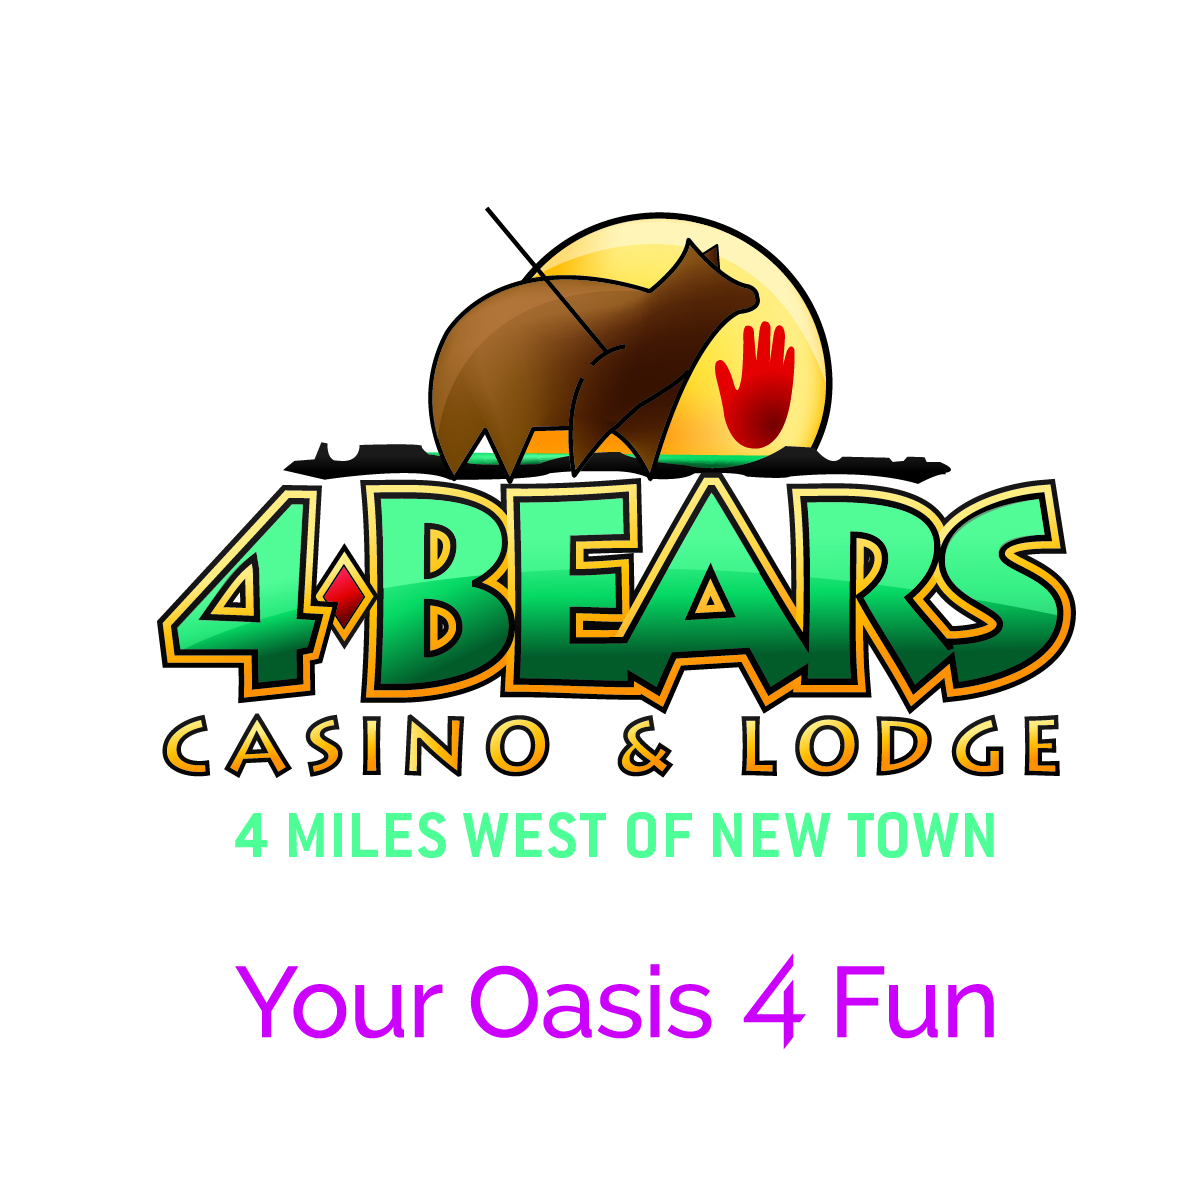 4 BEARS
CASINO & LODGE
4 MILES WEST OF NEW TOWN
Your Oasis 4 Fun